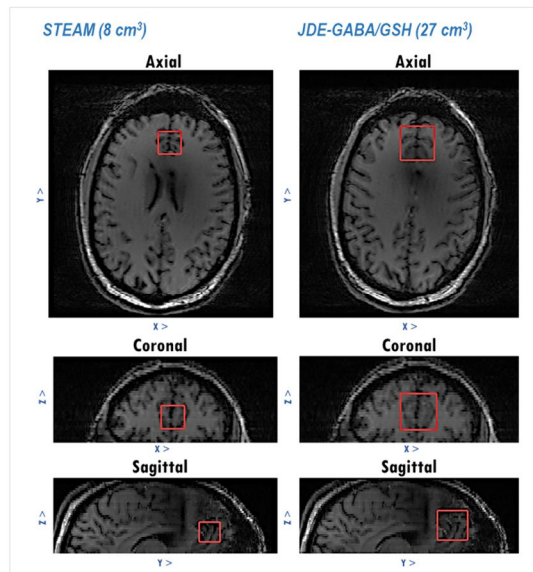 STEAM (8 cm³)
JDE-GABA/GSH (27 cm³)
Axial
Axial
Y >
Y >
X >
X >
Coronal
Coronal
Z >
Z >
X >
X >
Sagittal
Sagittal
Z >
Z >
Y >
Y >